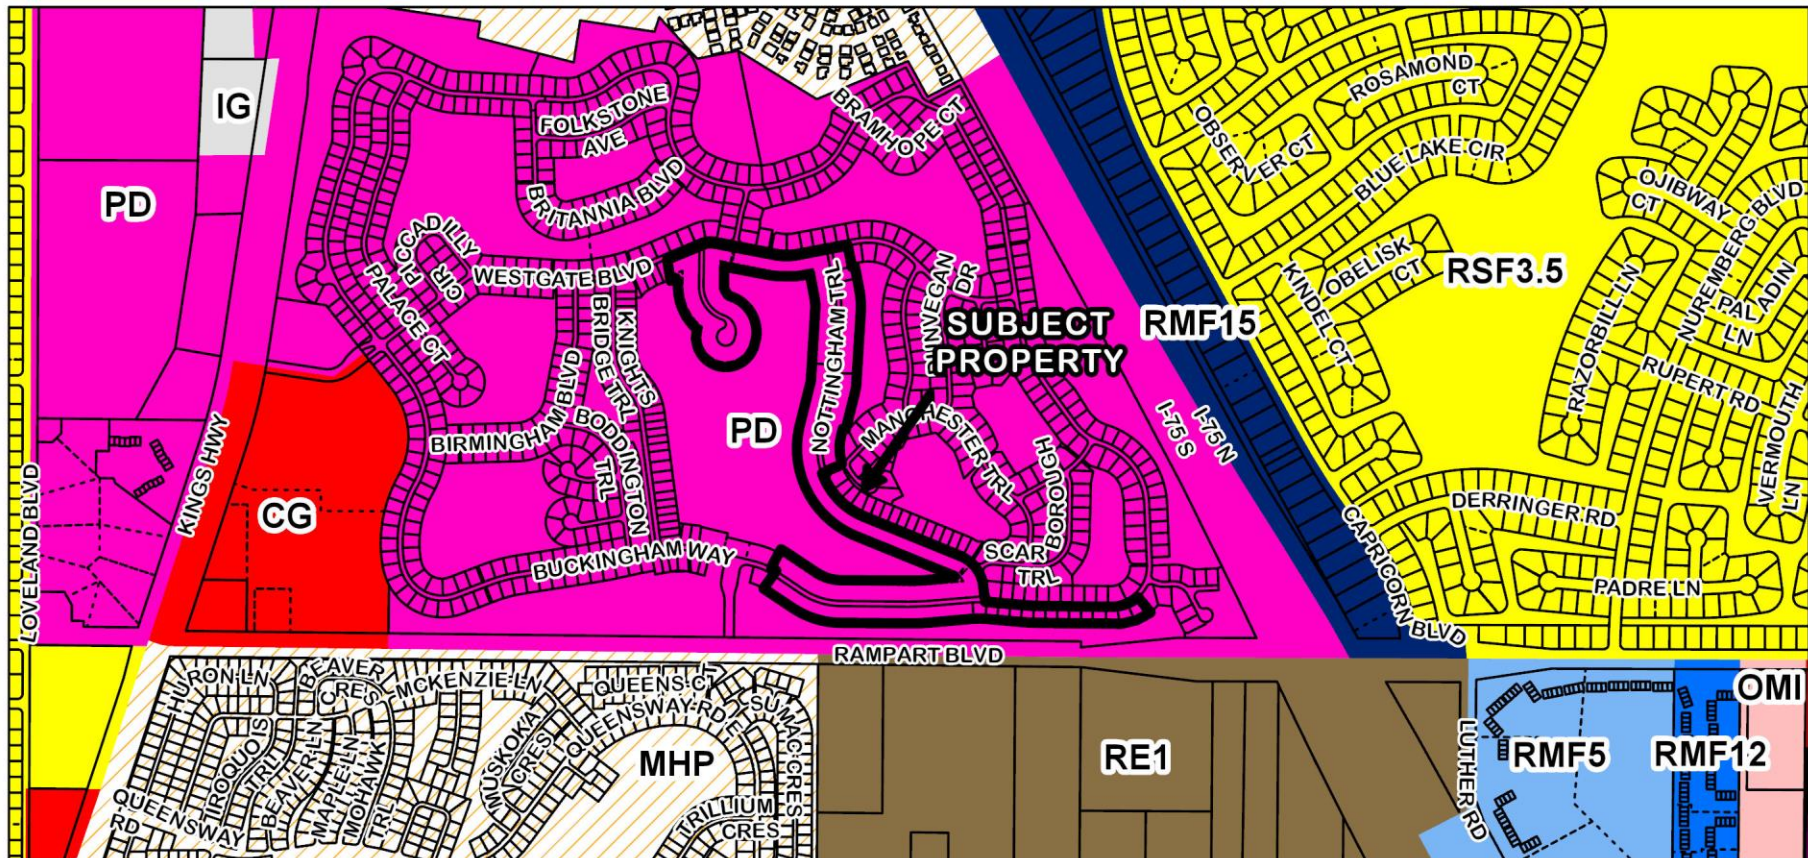 IG
PD
FOLKSTONE
AVE
BRAMHOPE CT
BRITANNIA BLVD
PICCADILLY
CIR
PALACE CT
WESTGATE BLVD
KNIGHTS
BRIDGE TRL
BIRMINGHAM BLVD
BODDINGTON
TRL
BUCKINGHAM WAY
NOTTINGHAM TRL
DR
SUBJECT
PROPERTY
PD
MANCHESTER TRL
SCARBOROUGH
TRL
RMF15
I-75 S
I-75 N
OBSERVER CT
ROSAMOND
CT
BLUE LAKE CIR
OBELISK
CT
KINDEL CT
RSF3.5
OJIBWAY
CT
NUREMBERG BLVD
PALADIN
LN
RAZORBILL LN
RUPERT RD
VERMOUTH
LN
DERRINGER RD
PADRE LN
CAPRICORN BLVD
LOVELAND BLVD
KINGS HWY
CG
RAMPART BLVD
HURON LN
BEAVER
CRES
MCKENZIE LN
QUEENS CT
QUEENSWAY RD E
SUMAC CRES
IROQUOIS
TRL
BEAVER LN
MAPLE LN
MOHAWK
TRL
MUSKOKA
CRES
QUEENSWAY
RD
MHP
TRILLIUM
CRES
RE1
LUTHER RD
RMF5
RMF12
OMI